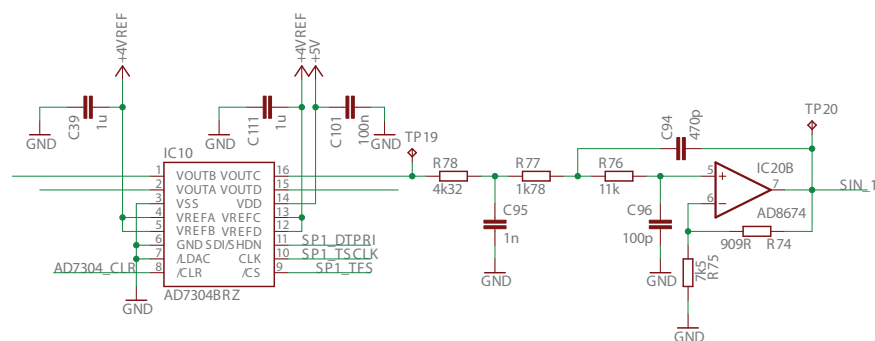 +4VREF
+4VREF
+5V
C39
1u
GND
C111
1u
GND
C101
100n
GND
TP19
C94
470p
TP20
IC10
1 VOUTB VOUTC 16
2 VOUTA VOUTD 15
3 VSS VDD 14
4 VREFA VREFC 13
5 VREFB VREFD 12
6 GND SDI/SHDN 11 SP1_DTPRI
7 /LDAC CLK 10 SP1_TSCLK
AD7304_CLR 8 /CLR /CS 9 SP1_TFS
AD7304BRZ
GND
R78
4k32
R77
1k78
R76
11k
C95
1n
GND
C96
100p
GND
5 +
6 -
7
IC20B
AD8674
SIN_1
909R R74
7k5
R75
GND